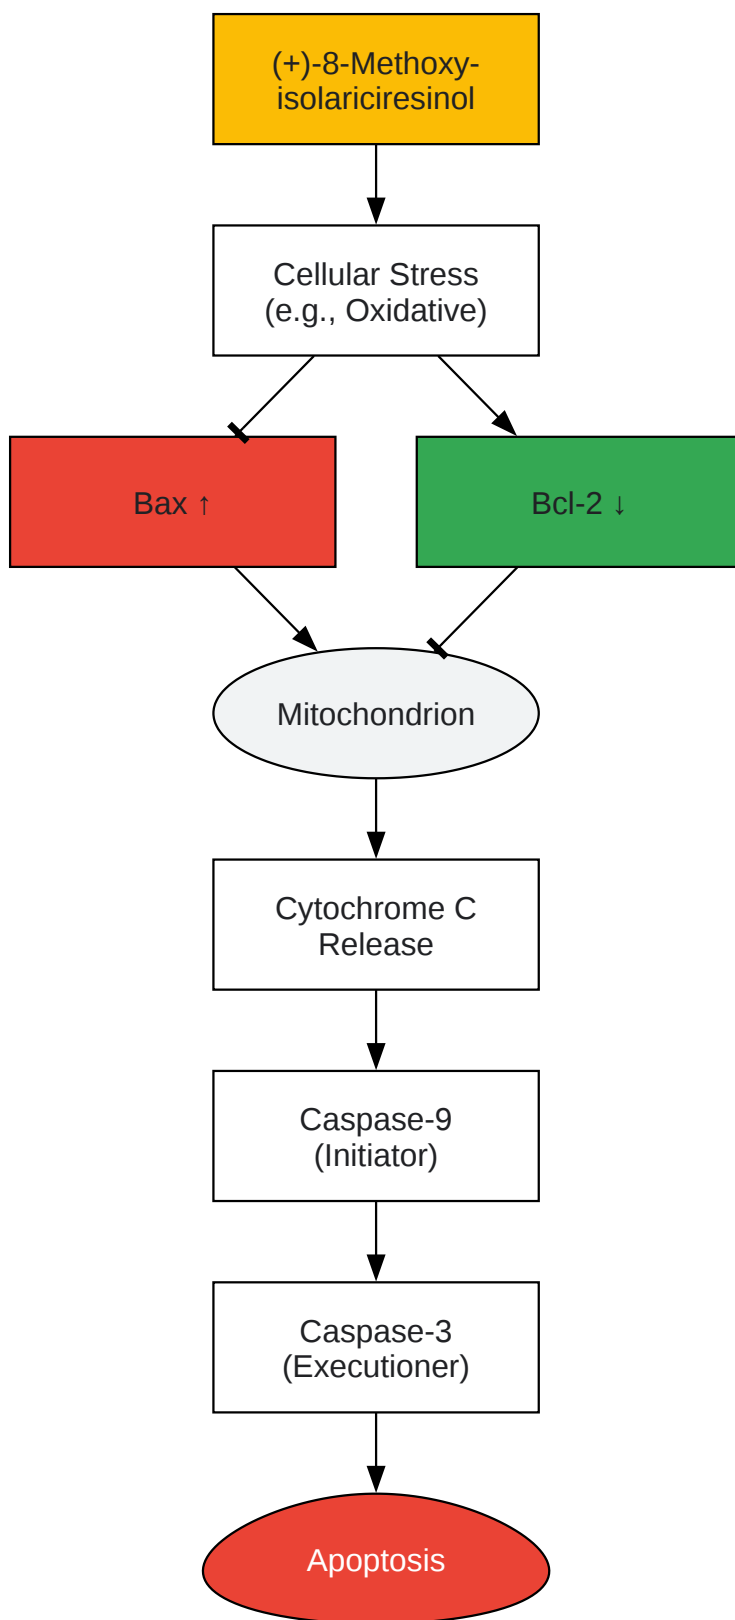 (+)-8-Methoxy-
isolariciresinol
Cellular Stress
(e.g., Oxidative)
Bax ↑
Bcl-2 ↓
Mitochondrion
Cytochrome C
Release
Caspase-9
(Initiator)
Caspase-3
(Executioner)
Apoptosis